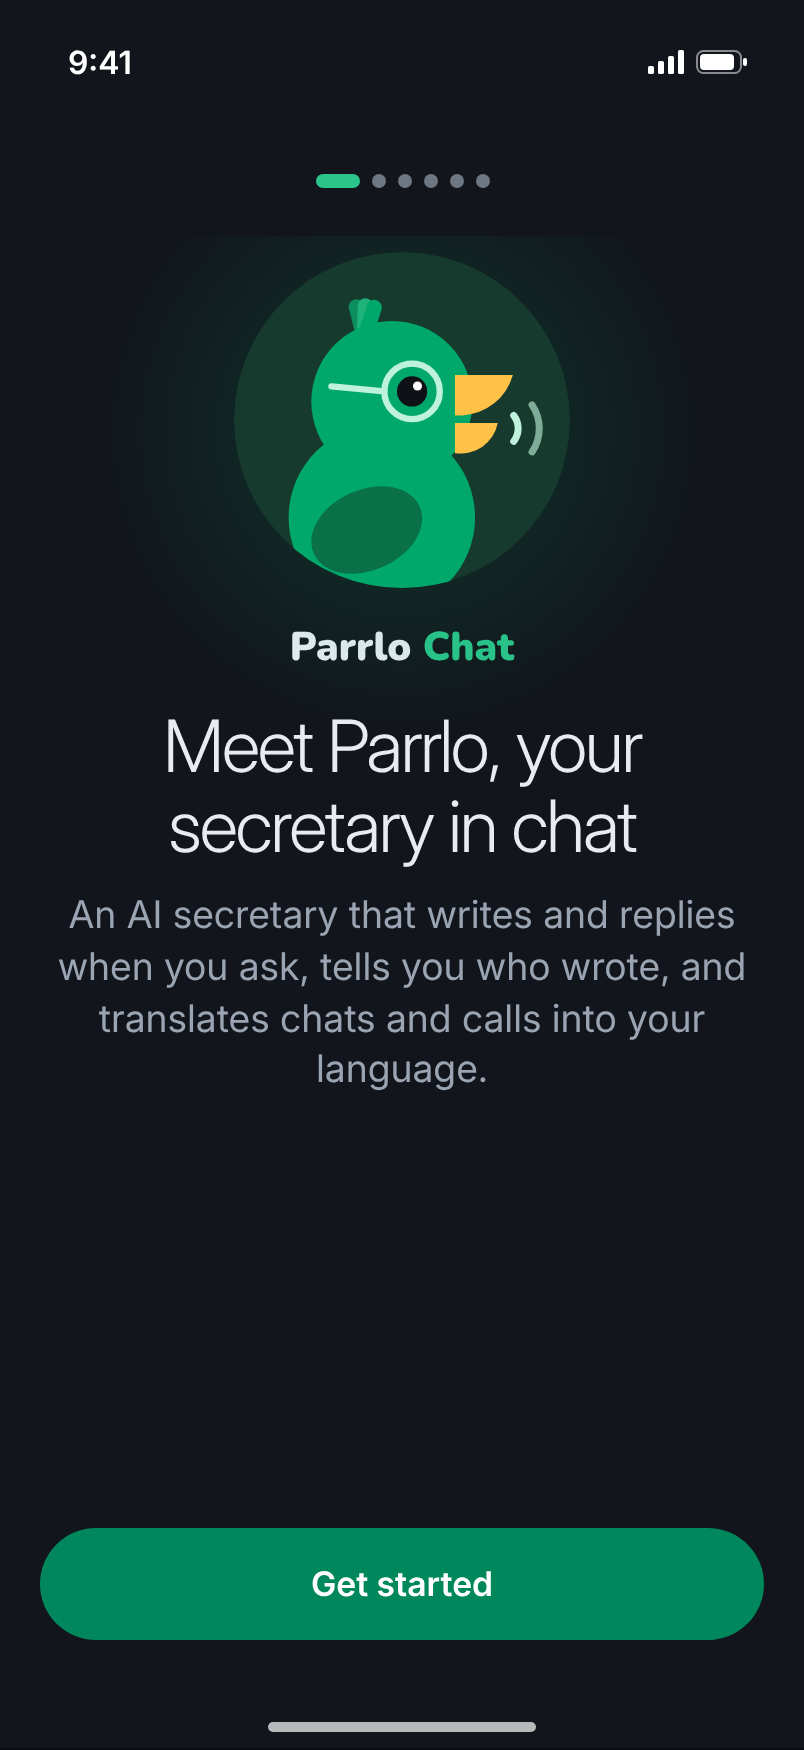 9:41
Parrlo Chat
Meet Parrlo, your
secretary in chat
An AI secretary that writes and replies
when you ask, tells you who wrote, and
translates chats and calls into your
language.
Get started